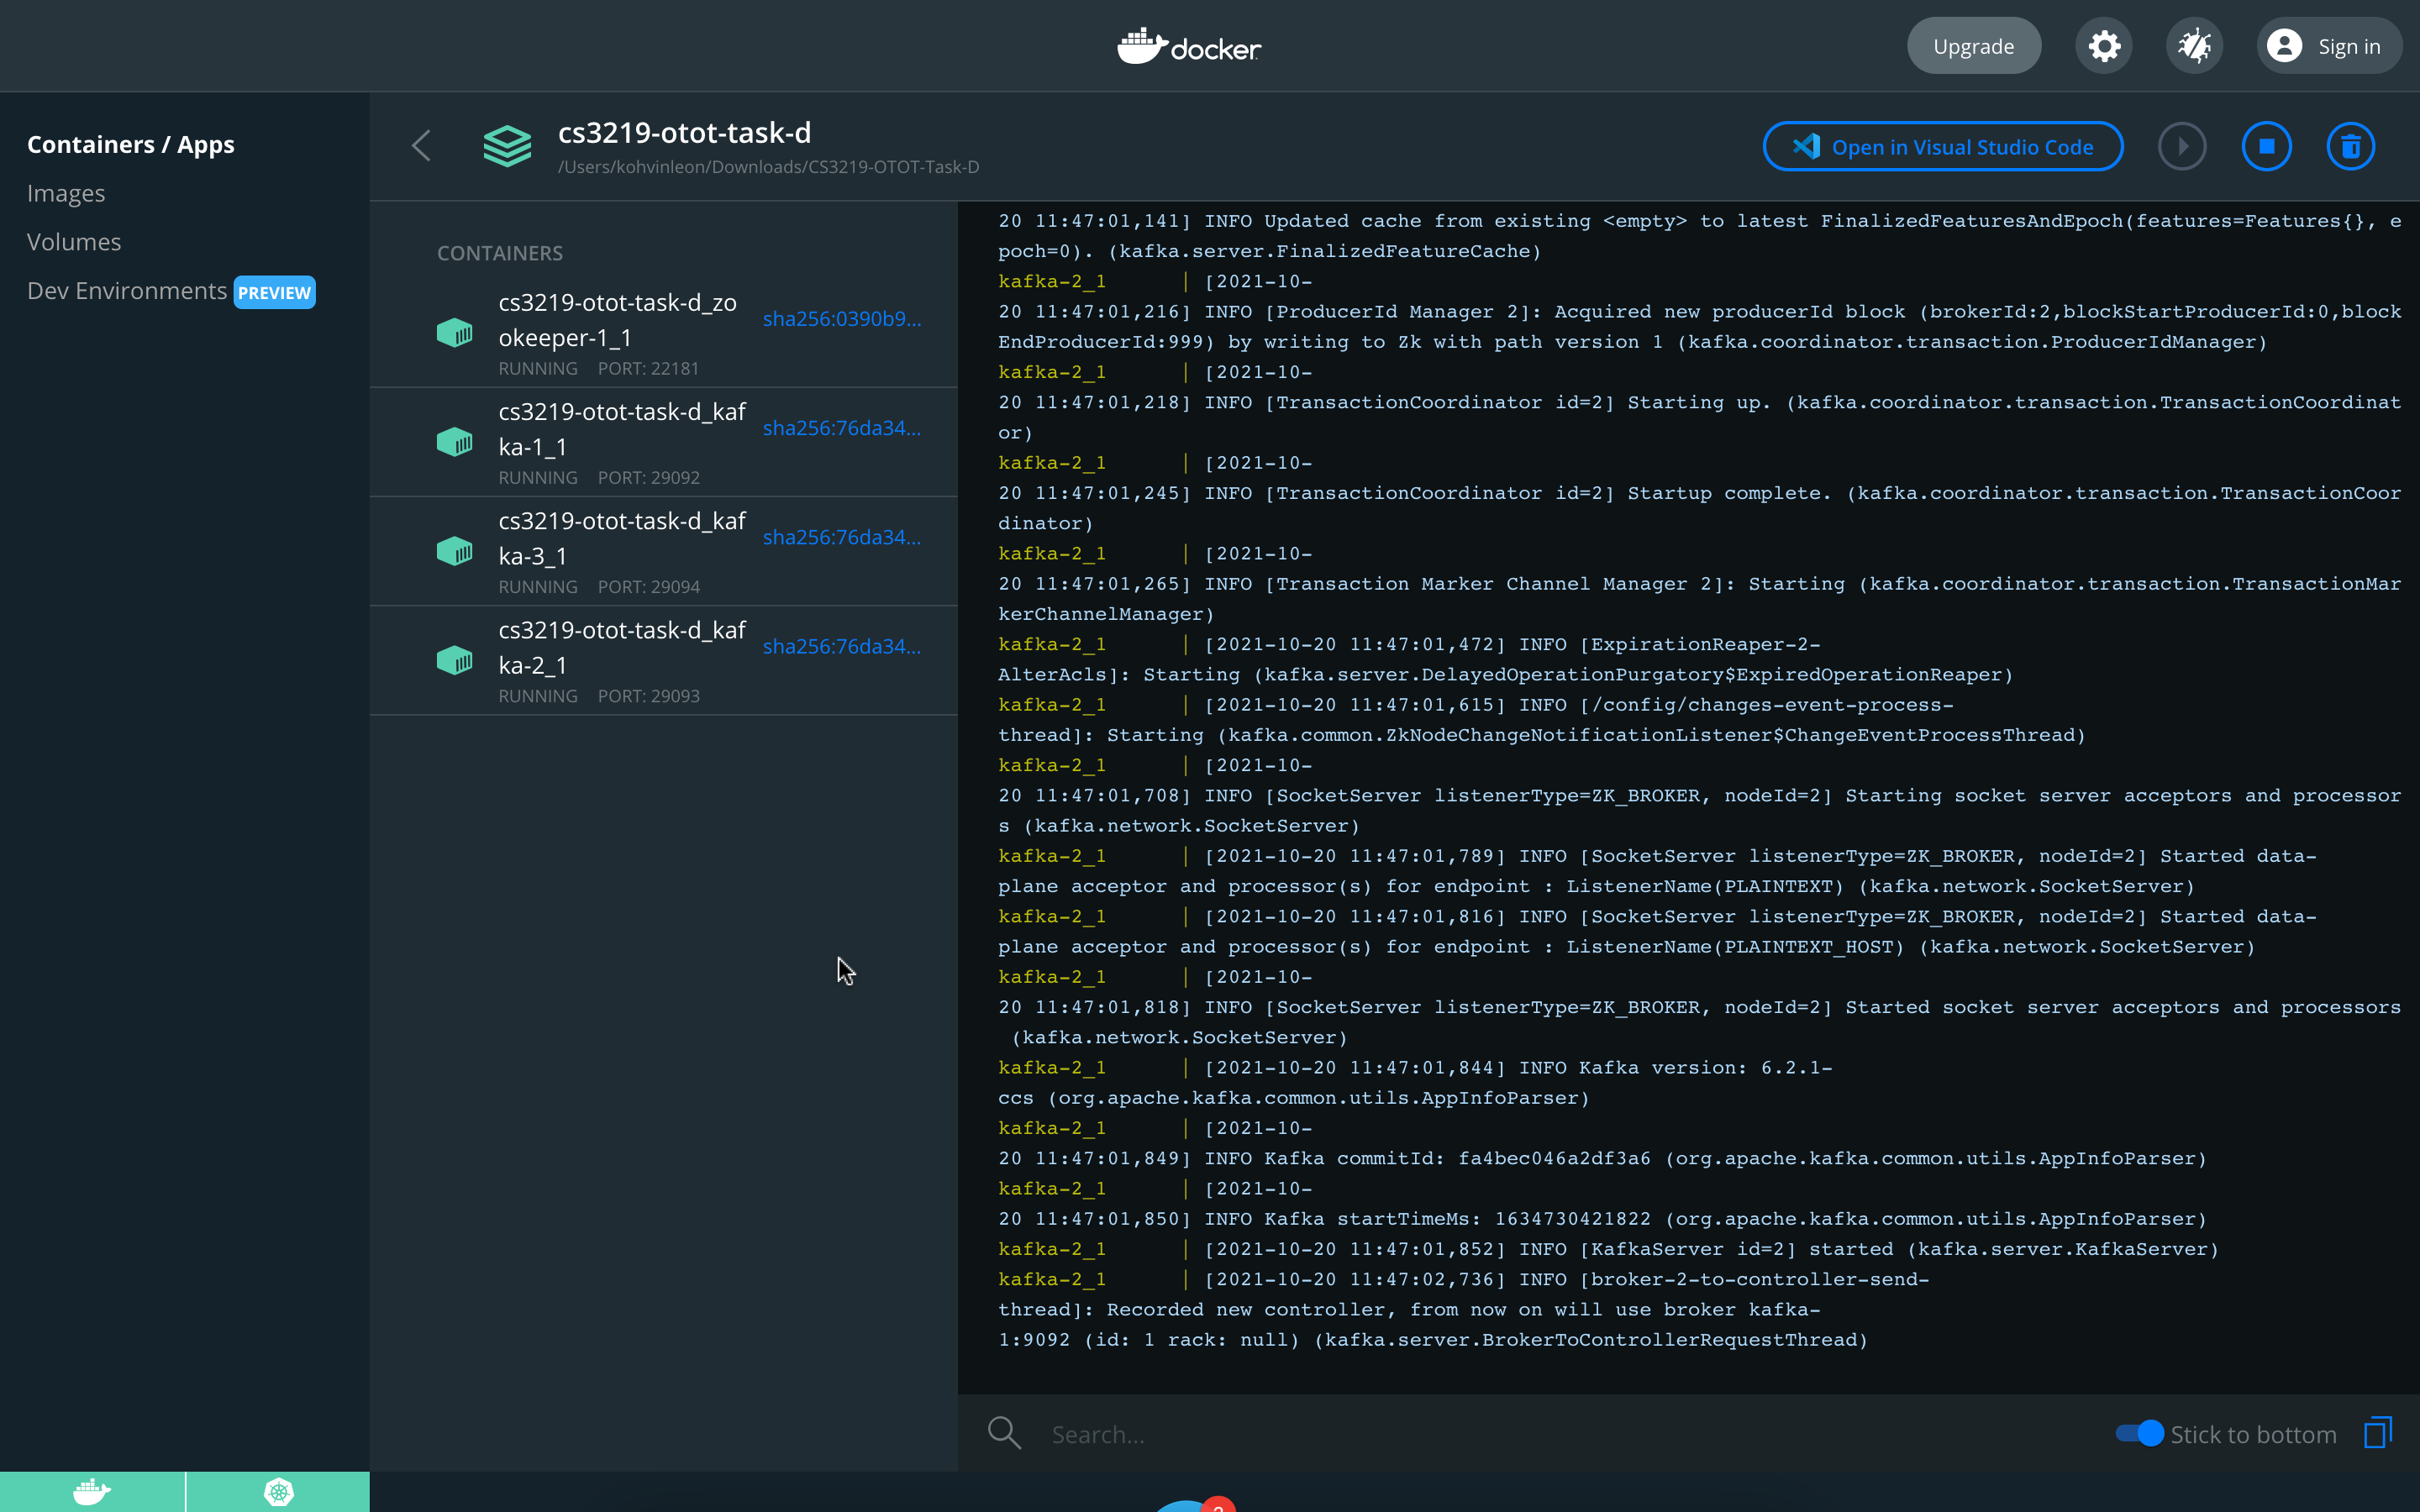 docker
Upgrade
Sign in
Containers / Apps
Images
Volumes
Dev Environments PREVIEW
cs3219-otot-task-d
/Users/kohvinleon/Downloads/CS3219-OTOT-Task-D
Open in Visual Studio Code
CONTAINERS
cs3219-otot-task-d_zo
okeeper-1_1
sha256:0390b9...
RUNNING PORT: 22181
cs3219-otot-task-d_kaf
ka-1_1
sha256:76da34...
RUNNING PORT: 29092
cs3219-otot-task-d_kaf
ka-3_1
sha256:76da34...
RUNNING PORT: 29094
cs3219-otot-task-d_kaf
ka-2_1
sha256:76da34...
RUNNING PORT: 29093
20 11:47:01,141] INFO Updated cache from existing <empty> to latest FinalizedFeaturesAndEpoch(features=Features{}, e
poch=0). (kafka.server.FinalizedFeatureCache)
kafka-2_1 | [2021-10-
20 11:47:01,216] INFO [ProducerId Manager 2]: Acquired new producerId block (brokerId:2,blockStartProducerId:0,block
EndProducerId:999) by writing to Zk with path version 1 (kafka.coordinator.transaction.ProducerIdManager)
kafka-2_1 | [2021-10-
20 11:47:01,218] INFO [TransactionCoordinator id=2] Starting up. (kafka.coordinator.transaction.TransactionCoordinat
or)
kafka-2_1 | [2021-10-
20 11:47:01,245] INFO [TransactionCoordinator id=2] Startup complete. (kafka.coordinator.transaction.TransactionCoor
dinator)
kafka-2_1 | [2021-10-
20 11:47:01,265] INFO [Transaction Marker Channel Manager 2]: Starting (kafka.coordinator.transaction.TransactionMar
kerChannelManager)
kafka-2_1 | [2021-10-20 11:47:01,472] INFO [ExpirationReaper-2-
AlterAcls]: Starting (kafka.server.DelayedOperationPurgatory$ExpiredOperationReaper)
kafka-2_1 | [2021-10-20 11:47:01,615] INFO [/config/changes-event-process-
thread]: Starting (kafka.common.ZkNodeChangeNotificationListener$ChangeEventProcessThread)
kafka-2_1 | [2021-10-
20 11:47:01,708] INFO [SocketServer listenerType=ZK_BROKER, nodeId=2] Starting socket server acceptors and processor
s (kafka.network.SocketServer)
kafka-2_1 | [2021-10-20 11:47:01,789] INFO [SocketServer listenerType=ZK_BROKER, nodeId=2] Started data-
plane acceptor and processor(s) for endpoint : ListenerName(PLAINTEXT) (kafka.network.SocketServer)
kafka-2_1 | [2021-10-20 11:47:01,816] INFO [SocketServer listenerType=ZK_BROKER, nodeId=2] Started data-
plane acceptor and processor(s) for endpoint : ListenerName(PLAINTEXT_HOST) (kafka.network.SocketServer)
kafka-2_1 | [2021-10-
20 11:47:01,818] INFO [SocketServer listenerType=ZK_BROKER, nodeId=2] Started socket server acceptors and processors
(kafka.network.SocketServer)
kafka-2_1 | [2021-10-20 11:47:01,844] INFO Kafka version: 6.2.1-
ccs (org.apache.kafka.common.utils.AppInfoParser)
kafka-2_1 | [2021-10-
20 11:47:01,849] INFO Kafka commitId: fa4bec046a2df3a6 (org.apache.kafka.common.utils.AppInfoParser)
kafka-2_1 | [2021-10-
20 11:47:01,850] INFO Kafka startTimeMs: 1634730421822 (org.apache.kafka.common.utils.AppInfoParser)
kafka-2_1 | [2021-10-20 11:47:01,852] INFO [KafkaServer id=2] started (kafka.server.KafkaServer)
kafka-2_1 | [2021-10-20 11:47:02,736] INFO [broker-2-to-controller-send-
thread]: Recorded new controller, from now on will use broker kafka-
1:9092 (id: 1 rack: null) (kafka.server.BrokerToControllerRequestThread)
Search...
Stick to bottom